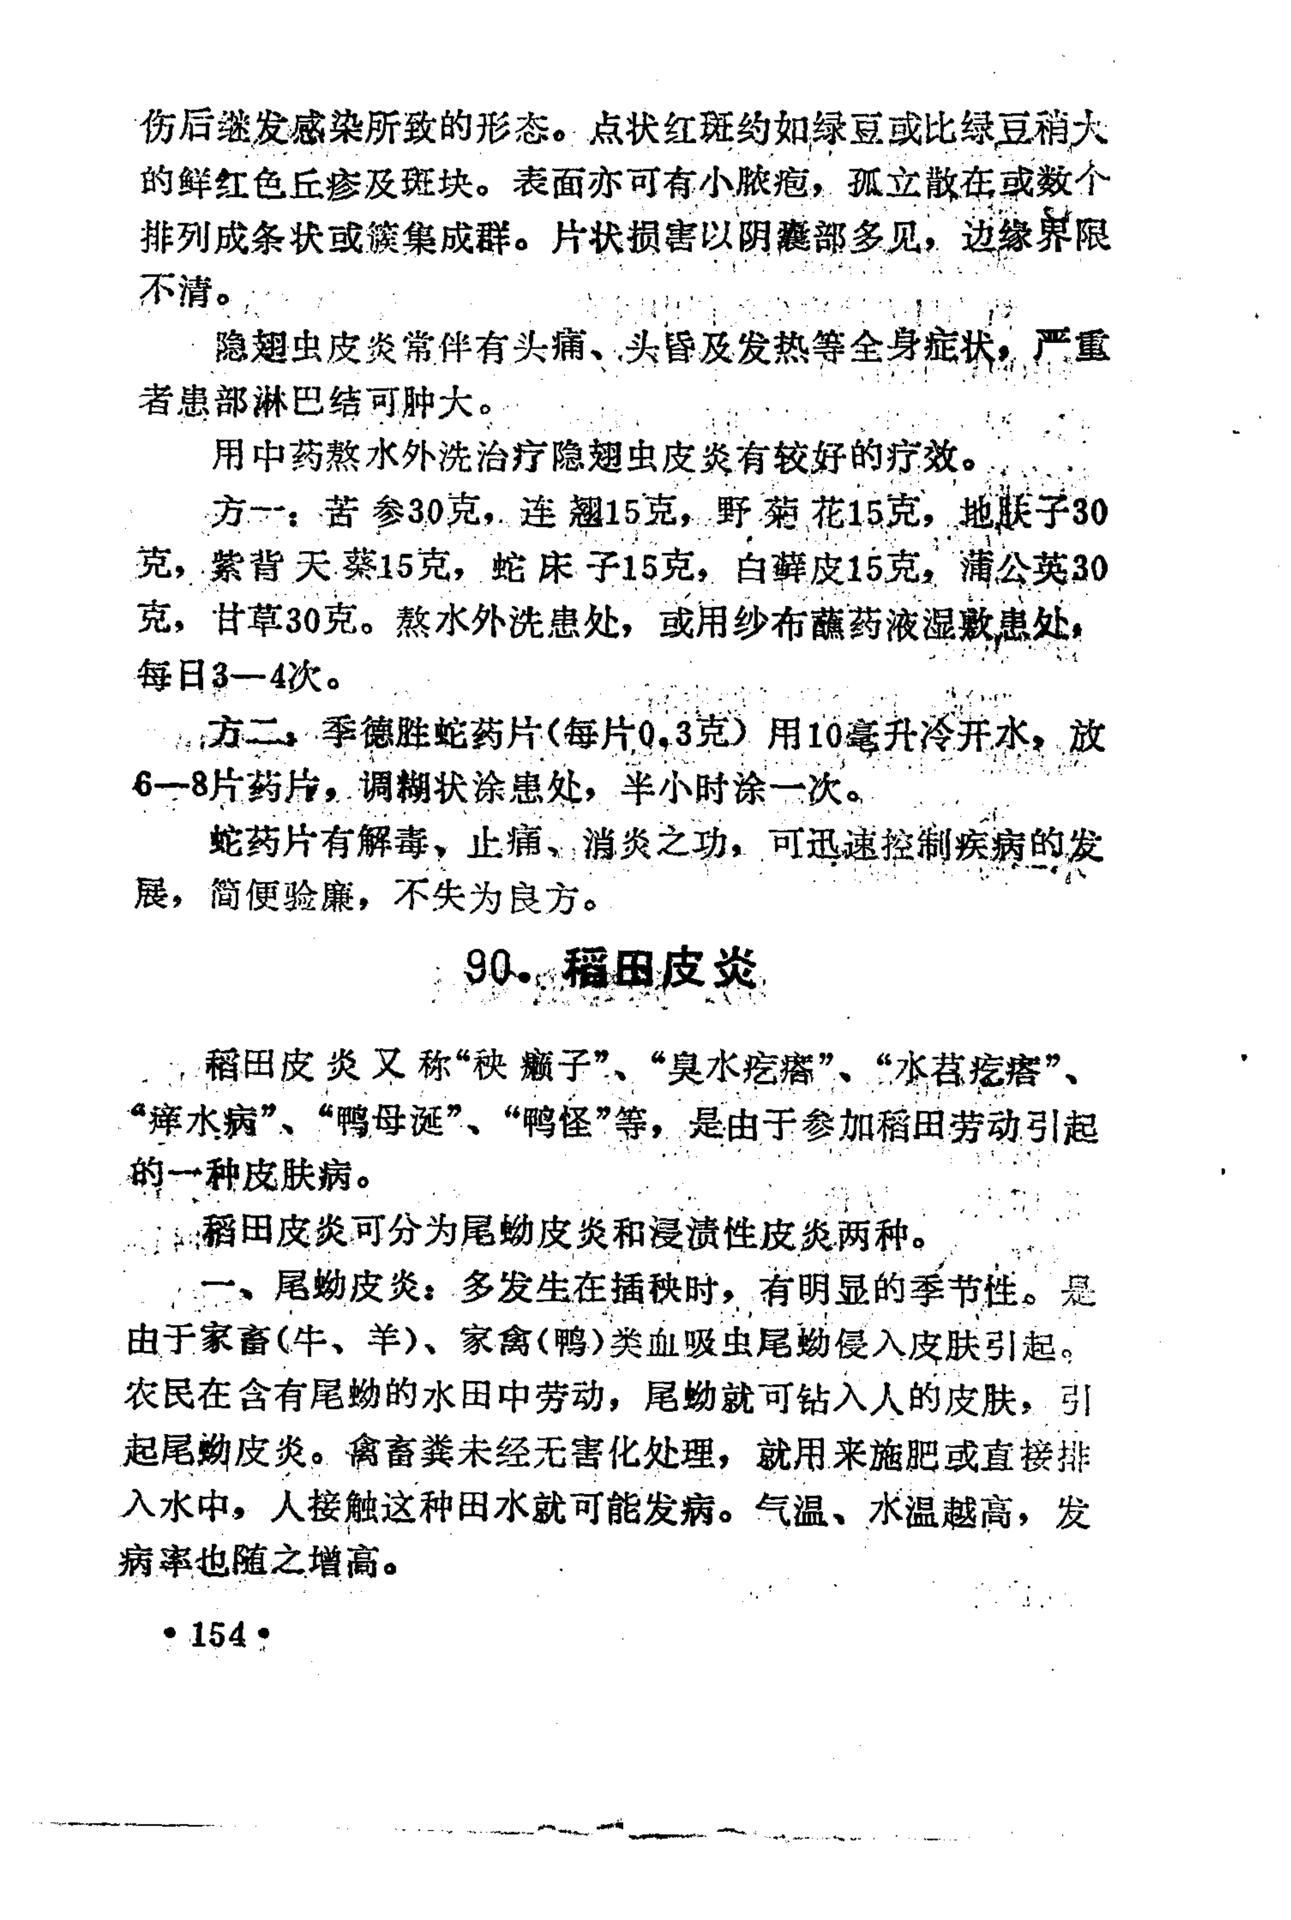 伤后继发感染所致的形态。点状红斑约如绿豆或比绿豆稍大
的鲜红色丘疹及斑块。表面亦可有小脓疱，孤立散在或数个
排列成条状或簇集成群。片状损害以阴囊部多见，边缘界限
不清。
隐翅虫皮炎常伴有头痛、头昏及发热等全身症状，严重
者患部淋巴结可肿大。
用中药熬水外洗治疗隐翅虫皮炎有较好的疗效。
方一：苦参30克，连翘15克，野菊花15克，地肤子30
克，紫背天葵15克，蛇床子15克，白藓皮15克，蒲公英30
克，甘草30克。熬水外洗患处，或用纱布蘸药液湿敷患处，
每日3—4次。
方二：季德胜蛇药片（每片0.3克）用10毫升冷开水，放
6—8片药片，调糊状涂患处，半小时涂一次。
蛇药片有解毒、止痛、消炎之功，可迅速控制疾病的发
展，简便验廉，不失为良方。
90．稻田皮炎
稻田皮炎又称“秧癞子”、“臭水疙瘩”、“水苕疙瘩”、
“痒水病”、“鸭母涎”、“鸭怪”等，是由于参加稻田劳动引起
的一种皮肤病。
稻田皮炎可分为尾蚴皮炎和浸渍性皮炎两种。
一、尾蚴皮炎：多发生在插秧时，有明显的季节性。是
由于家畜（牛、羊）、家禽（鸭）类血吸虫尾蚴侵入皮肤引起。
农民在含有尾蚴的水田中劳动，尾蚴就可钻入人的皮肤，引
起尾蚴皮炎。禽畜粪未经无害化处理，就用来施肥或直接排
入水中，人接触这种田水就可能发病。气温、水温越高，发
病率也随之增高。
• 154 •